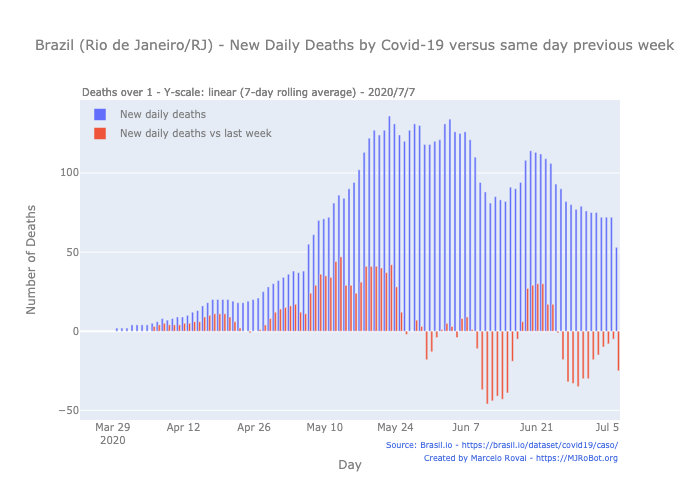 Brazil (Rio de Janeiro/RJ) - New Daily Deaths by Covid-19 versus same day previous week
Deaths over 1 - Y-scale: linear (7-day rolling average) - 2020/7/7
New daily deaths
New daily deaths vs last week
Number of Deaths
100
50
0
−50
Mar 29 Apr 12 Apr 26 May 10 May 24 Jun 7 Jun 21 Jul 5
2020
Day
Source: Brasil.io - https://brasil.io/dataset/covid19/caso/
Created by Marcelo Rovai - https://MJRoBot.org